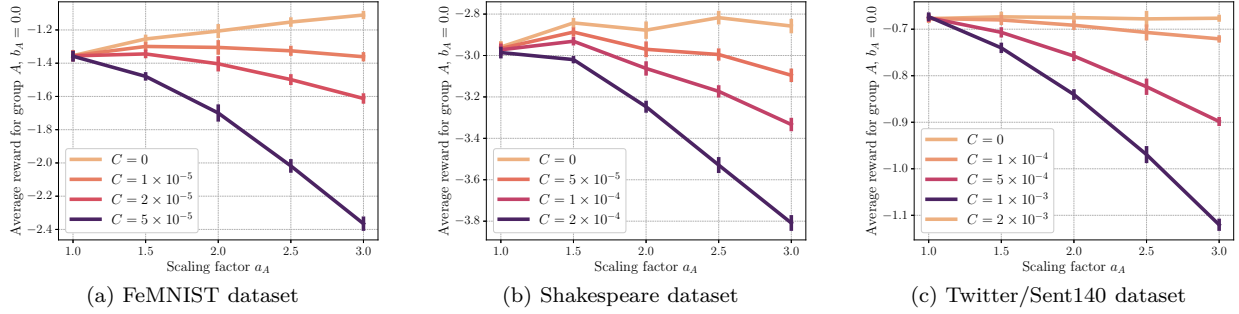 Average reward for group A, b_A = 0.0
−1.2
−1.4
−1.6
−1.8
−2.0
−2.2
−2.4
C = 0
C = 1 × 10⁻⁵
C = 2 × 10⁻⁵
C = 5 × 10⁻⁵
1.0 1.5 2.0 2.5 3.0
Scaling factor a_A
(a) FeMNIST dataset
Average reward for group A, b_A = 0.0
−2.8
−3.0
−3.2
−3.4
−3.6
−3.8
C = 0
C = 5 × 10⁻⁵
C = 1 × 10⁻⁴
C = 2 × 10⁻⁴
1.0 1.5 2.0 2.5 3.0
Scaling factor a_A
(b) Shakespeare dataset
Average reward for group A, b_A = 0.0
−0.7
−0.8
−0.9
−1.0
−1.1
C = 0
C = 1 × 10⁻⁴
C = 5 × 10⁻⁴
C = 1 × 10⁻³
C = 2 × 10⁻³
1.0 1.5 2.0 2.5 3.0
Scaling factor a_A
(c) Twitter/Sent140 dataset